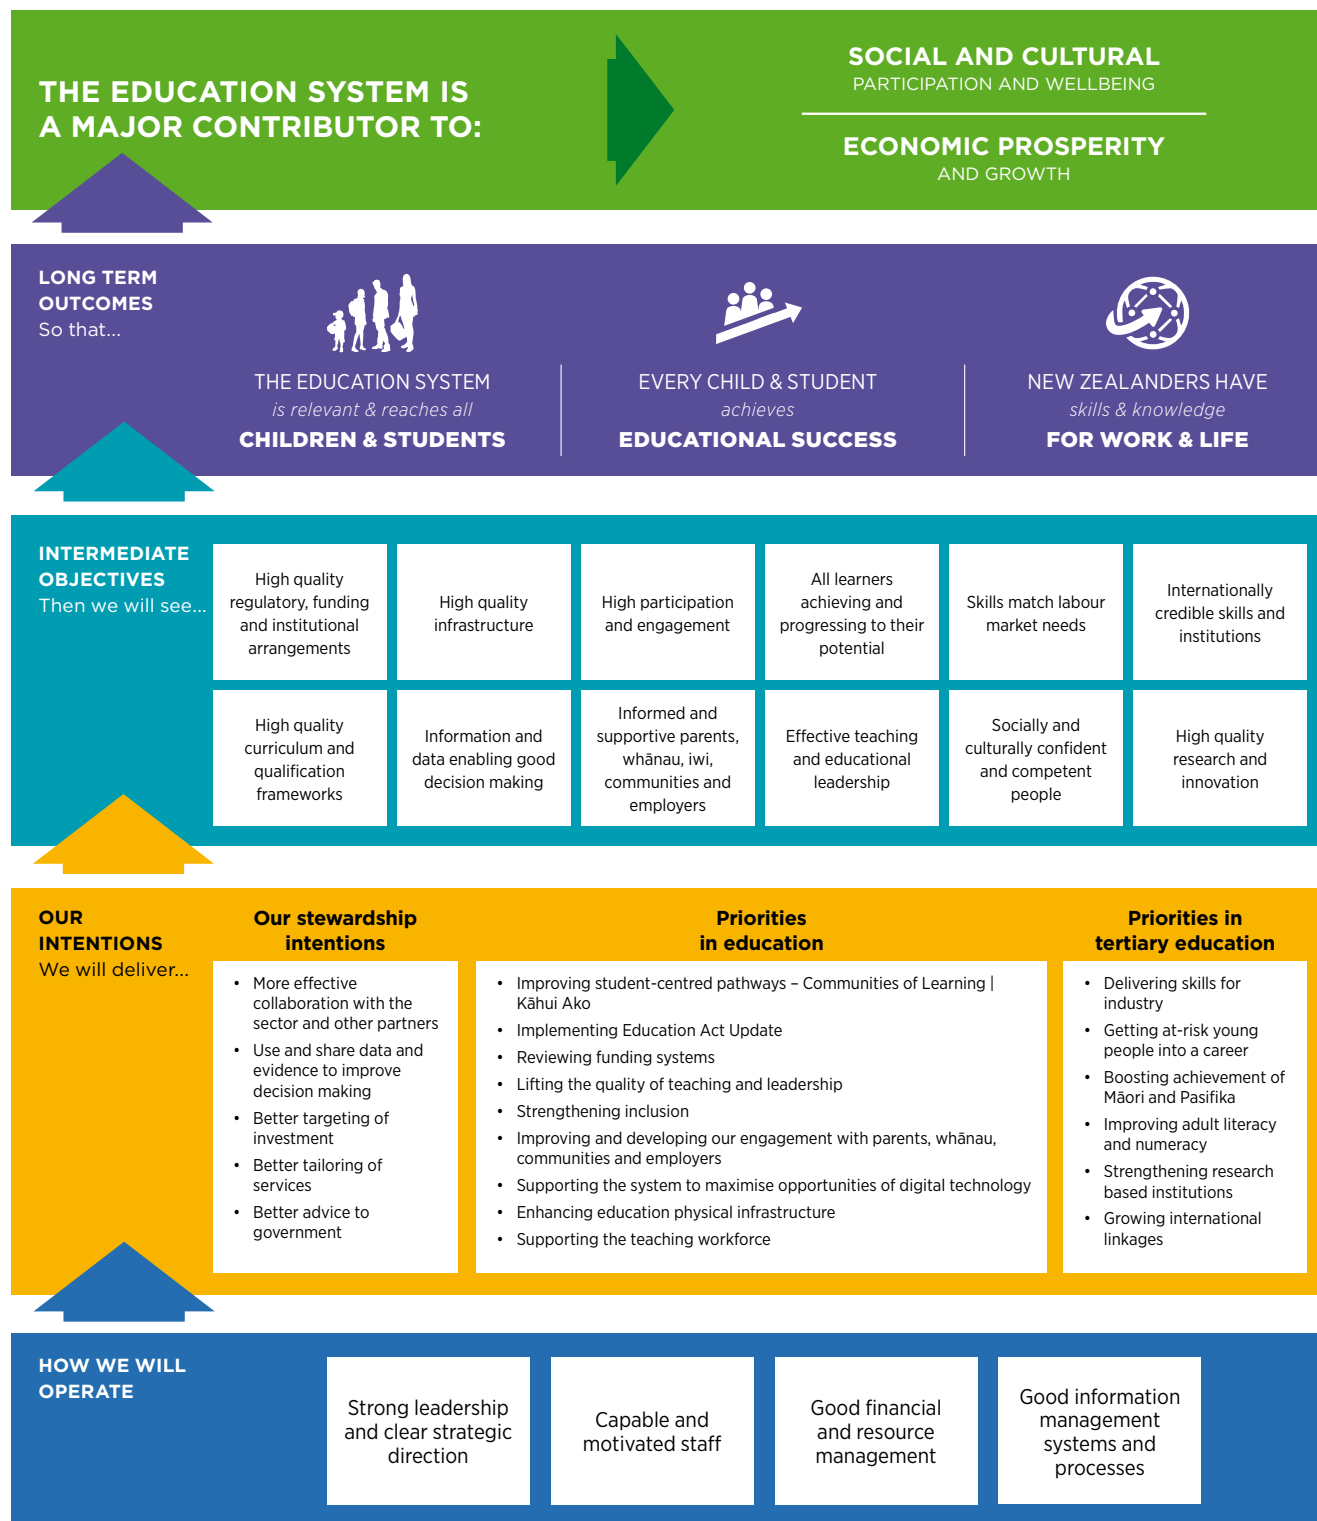 THE EDUCATION SYSTEM IS
A MAJOR CONTRIBUTOR TO:
SOCIAL AND CULTURAL
PARTICIPATION AND WELLBEING
ECONOMIC PROSPERITY
AND GROWTH
LONG TERM
OUTCOMES
So that...
THE EDUCATION SYSTEM
is relevant & reaches all
CHILDREN & STUDENTS
EVERY CHILD & STUDENT
achieves
EDUCATIONAL SUCCESS
NEW ZEALANDERS HAVE
skills & knowledge
FOR WORK & LIFE
INTERMEDIATE
OBJECTIVES
Then we will see...
High quality
regulatory, funding
and institutional
arrangements
High quality
infrastructure
High participation
and engagement
All learners
achieving and
progressing to their
potential
Skills match labour
market needs
Internationally
credible skills and
institutions
High quality
curriculum and
qualification
frameworks
Information and
data enabling good
decision making
Informed and
supportive parents,
whānau, iwi,
communities and
employers
Effective teaching
and educational
leadership
Socially and
culturally confident
and competent
people
High quality
research and
innovation
OUR
INTENTIONS
We will deliver...
Our stewardship
intentions
• More effective
collaboration with the
sector and other partners
• Use and share data and
evidence to improve
decision making
• Better targeting of
investment
• Better tailoring of
services
• Better advice to
government
Priorities
in education
• Improving student-centred pathways – Communities of Learning |
Kāhui Ako
• Implementing Education Act Update
• Reviewing funding systems
• Lifting the quality of teaching and leadership
• Strengthening inclusion
• Improving and developing our engagement with parents, whānau,
communities and employers
• Supporting the system to maximise opportunities of digital technology
• Enhancing education physical infrastructure
• Supporting the teaching workforce
Priorities in
tertiary education
• Delivering skills for
industry
• Getting at-risk young
people into a career
• Boosting achievement of
Māori and Pasifika
• Improving adult literacy
and numeracy
• Strengthening research
based institutions
• Growing international
linkages
HOW WE WILL
OPERATE
Strong leadership
and clear strategic
direction
Capable and
motivated staff
Good financial
and resource
management
Good information
management
systems and
processes